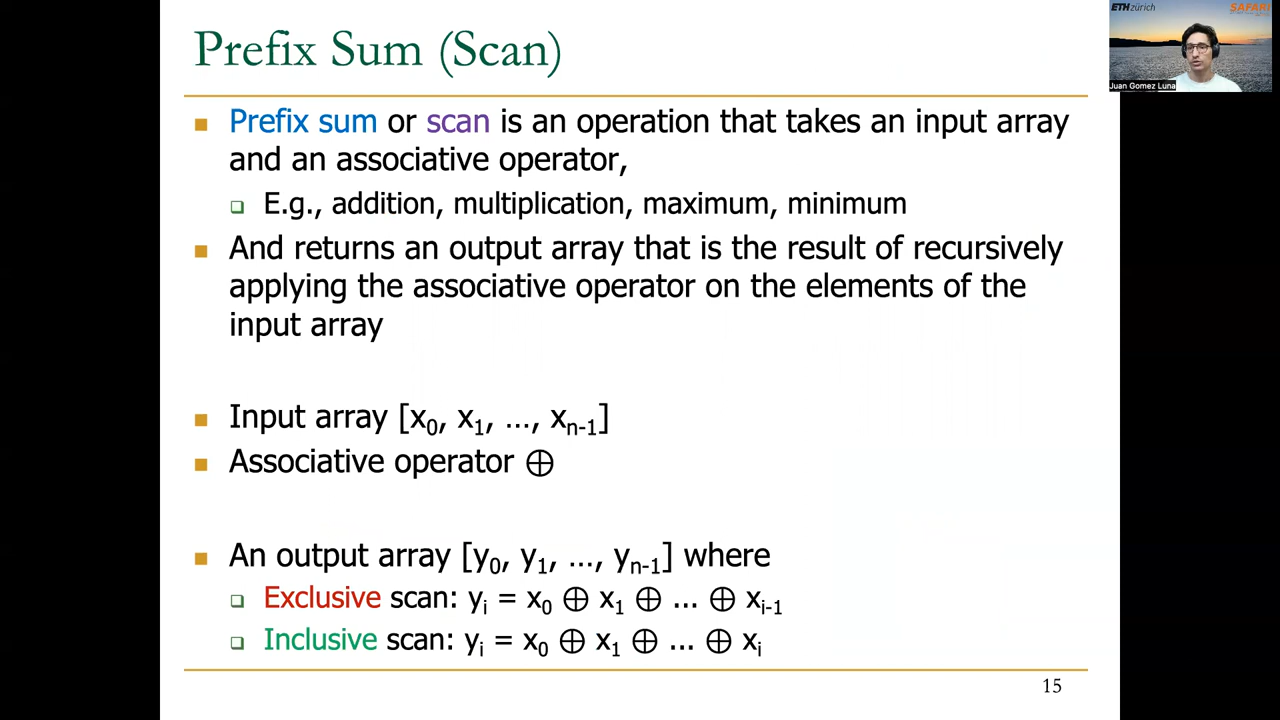 Prefix Sum (Scan)
ETH zürich
SAFARI
Juan Gomez Luna
Prefix sum or scan is an operation that takes an input array
and an associative operator,
E.g., addition, multiplication, maximum, minimum
And returns an output array that is the result of recursively
applying the associative operator on the elements of the
input array
Input array [x₀, x₁, …, xₙ₋₁]
Associative operator ⊕
An output array [y₀, y₁, …, yₙ₋₁] where
Exclusive scan: yᵢ = x₀ ⊕ x₁ ⊕ … ⊕ xᵢ₋₁
Inclusive scan: yᵢ = x₀ ⊕ x₁ ⊕ … ⊕ xᵢ
15